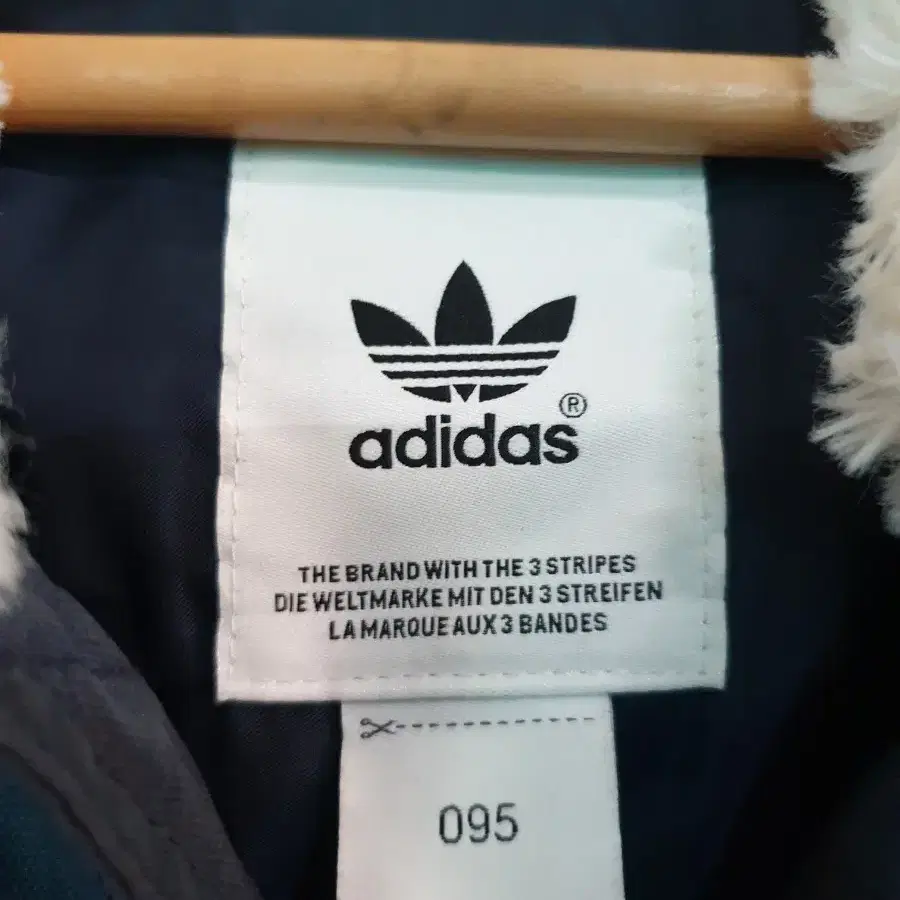 adidas®
THE BRAND WITH THE 3 STRIPES
DIE WELTMARKE MIT DEN 3 STREIFEN
LA MARQUE AUX 3 BANDES
095